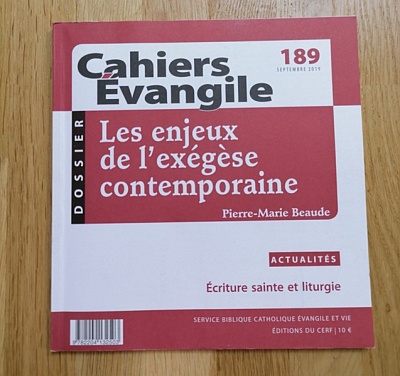 Cahiers
Évangile
189
SEPTEMBRE 2019
DOSSIER
Les enjeux
de l'exégèse
contemporaine
Pierre-Marie Beaude
ACTUALITÉS
Écriture sainte et liturgie
SERVICE BIBLIQUE CATHOLIQUE ÉVANGILE ET VIE
ÉDITIONS DU CERF | 10 €